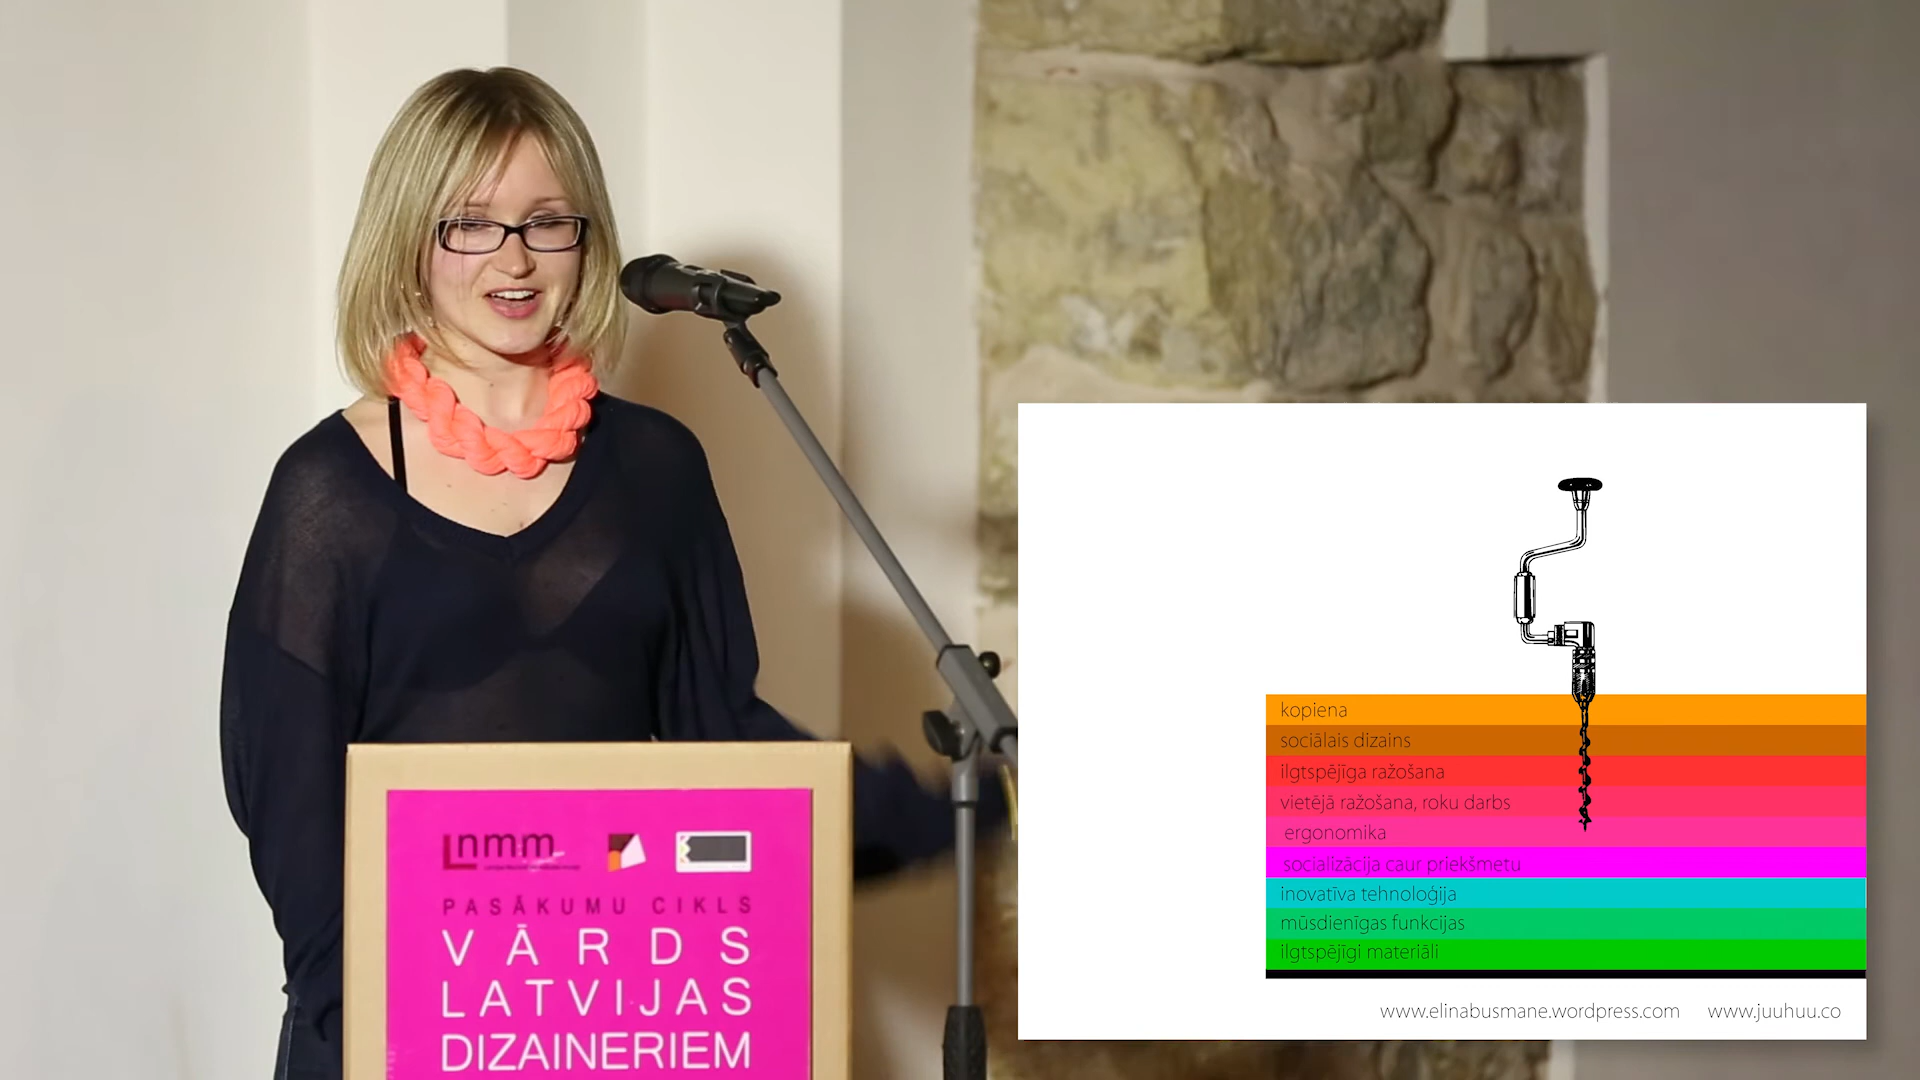 lnmm
PASĀKUMU CIKLS
VĀRDS
LATVIJAS
DIZAINERIEM
kopiena
sociālais dizains
ilgtspējīga ražošana
vietējā ražošana, roku darbs
ergonomika
socializācija caur priekšmetu
inovatīva tehnoloģija
mūsdienīgas funkcijas
ilgtspējīgi materiāli
www.elinabusmane.wordpress.com www.juuhuu.co